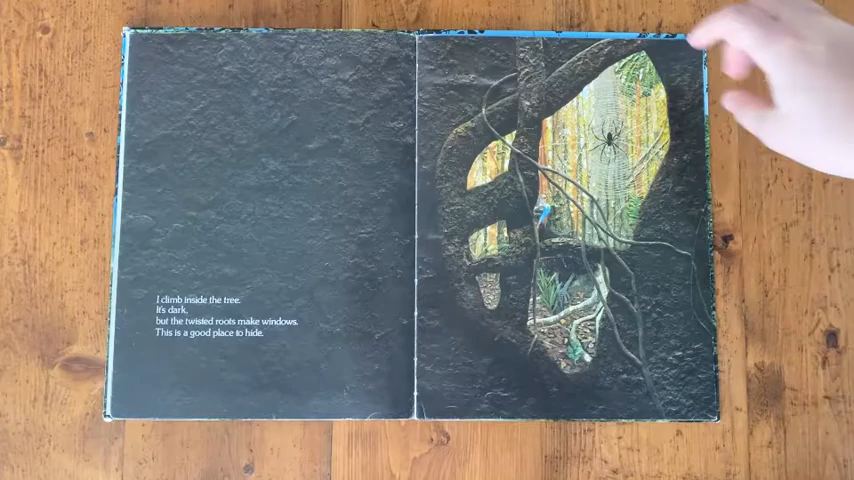 I climb inside the tree.
It's dark,
but the twisted roots make windows.
This is a good place to hide.